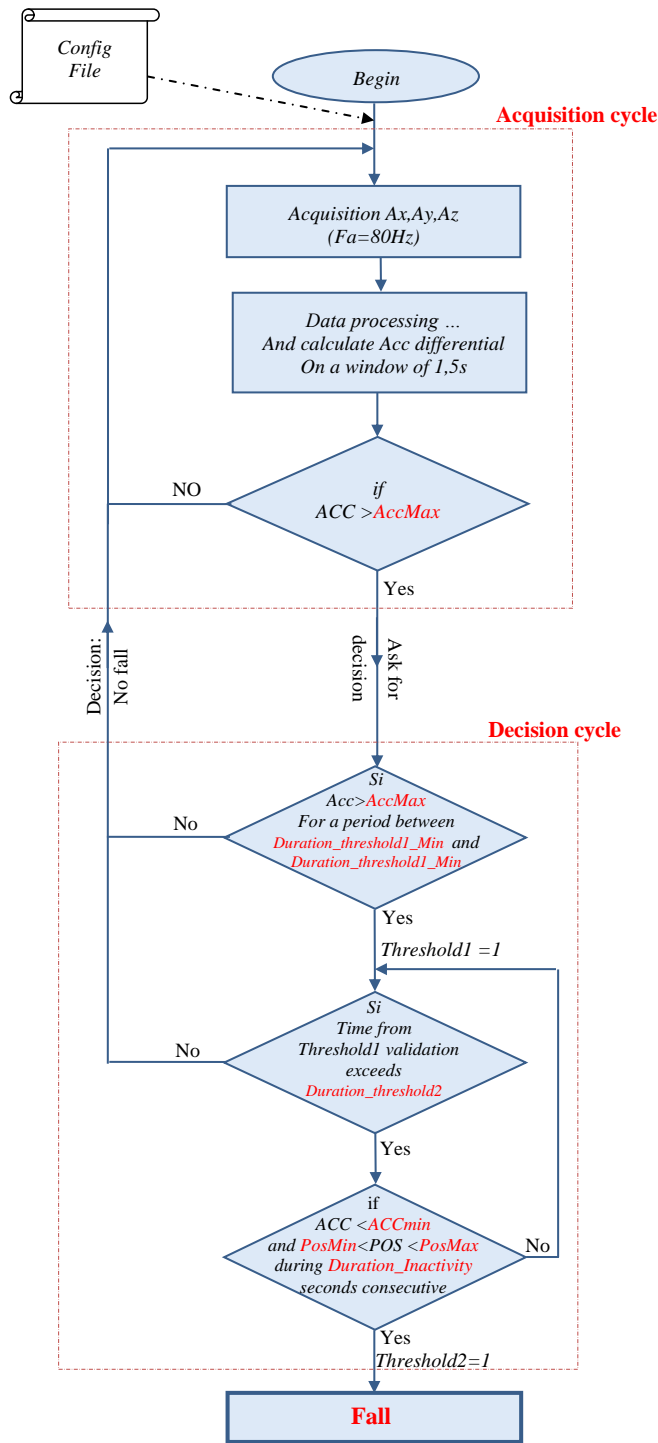 Config
File
Begin
Acquisition cycle
Acquisition Ax,Ay,Az
(Fa=80Hz)
Data processing ...
And calculate Acc differential
On a window of 1,5s
if
ACC >AccMax
NO
Yes
Decision:
No fall
Ask for
decision
Decision cycle
Si
Acc>AccMax
For a period between
Duration_threshold1_Min and
Duration_threshold1_Min
No
Yes
Threshold1 =1
Si
Time from
Threshold1 validation
exceeds
Duration_threshold2
No
Yes
if
ACC <ACCmin
and PosMin<POS <PosMax
during Duration_Inactivity
seconds consecutive
No
Yes
Threshold2=1
Fall